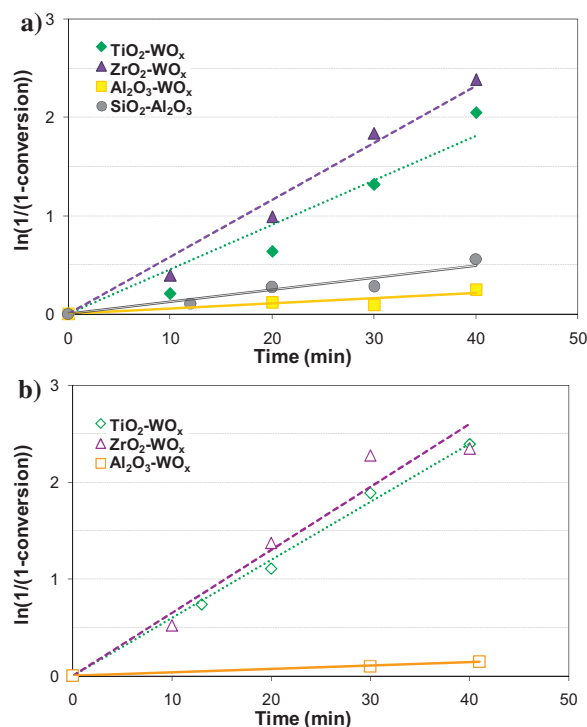 a)
3
TiO₂-WOₓ
ZrO₂-WOₓ
Al₂O₃-WOₓ
SiO₂-Al₂O₃
2
ln(1/(1-conversion))
1
0
0 10 20 30 40 50
Time (min)
b)
3
TiO₂-WOₓ
ZrO₂-WOₓ
Al₂O₃-WOₓ
2
ln(1/(1-conversion))
1
0
0 10 20 30 40 50
Time (min)